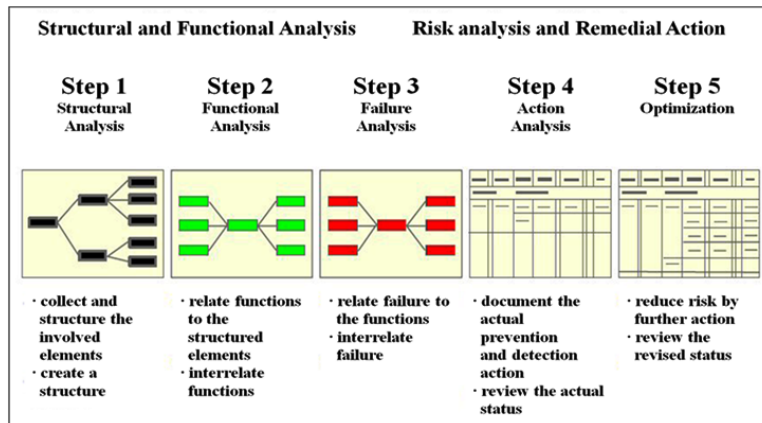 Structural and Functional Analysis
Risk analysis and Remedial Action
Step 1
Structural
Analysis
Step 2
Functional
Analysis
Step 3
Failure
Analysis
Step 4
Action
Analysis
Step 5
Optimization
· collect and
structure the
involved
elements
· create a
structure
· relate functions
to the
structured
elements
· interrelate
functions
· relate failure to
the functions
· interrelate
failure
· document the
actual
prevention
and detection
action
· review the actual
status
· reduce risk by
further action
· review the
revised status